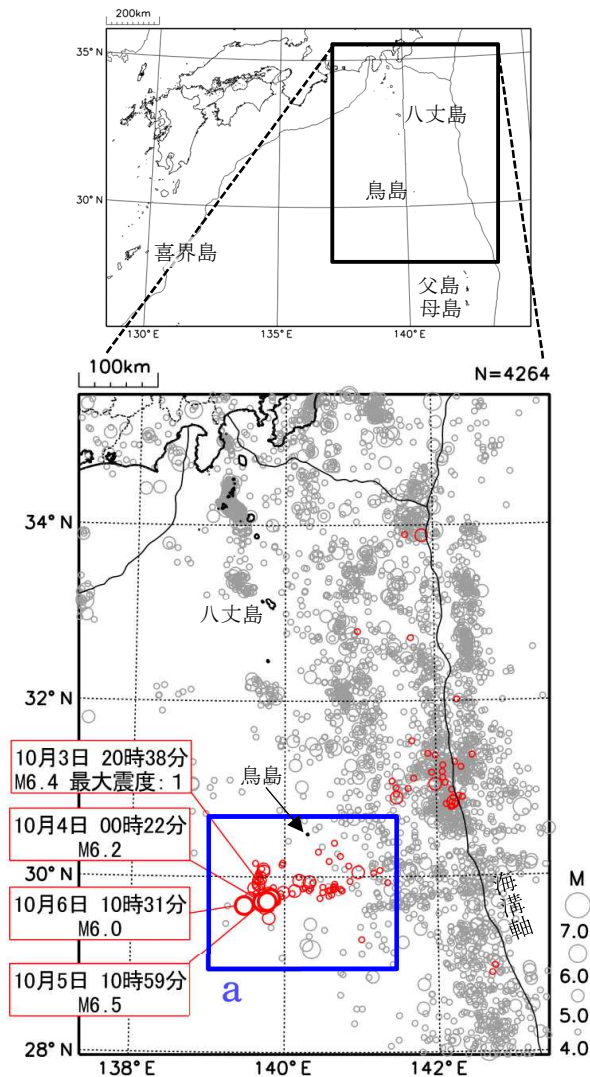 200km
35°N
八丈島
30°N
鳥島
喜界島
父島
母島
130°E
135°E
140°E
100km
N=4264
34°N
八丈島
32°N
10月3日 20時38分
M6.4 最大震度:1
鳥島
10月4日 00時22分
M6.2
30°N
10月6日 10時31分
M6.0
海溝軸
M
7.0
10月5日 10時59分
M6.5
6.0
a
5.0
4.0
28°N
138°E
140°E
142°E